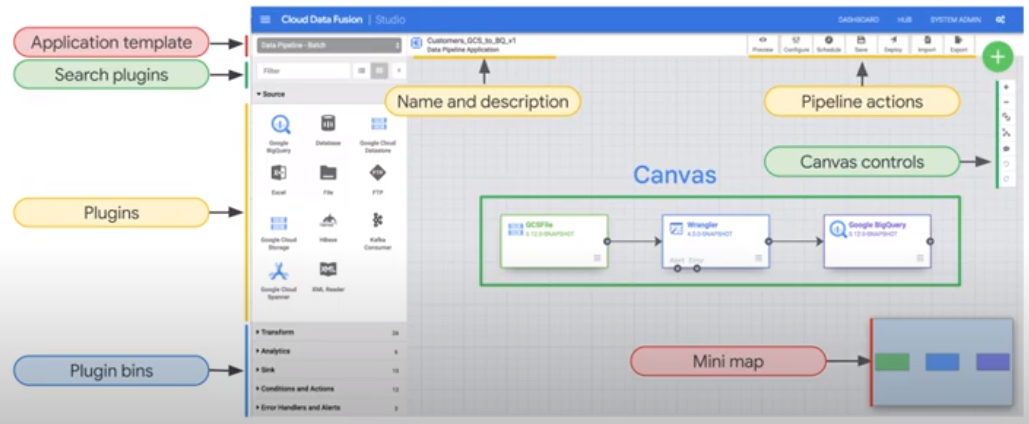 Cloud Data Fusion | Studio
DASHBOARD
HUB
SYSTEM ADMIN
Application template
Data Pipeline - Batch
Customers_GCS_to_BQ_v1
Data Pipeline Application
Preview
Configure
Schedule
Save
Deploy
Import
Export
Search plugins
Filter
Name and description
Pipeline actions
Source
Google BigQuery
Database
Google Cloud Datastore
Canvas controls
Canvas
Excel
File
FTP
Plugins
Google Cloud Storage
HBase
Kafka Consumer
GCSFile
0.12.0-SNAPSHOT
Wrangler
4.0.0-SNAPSHOT
Alert Error
Google BigQuery
0.12.0-SNAPSHOT
Google Cloud Spanner
XML Reader
Plugin bins
Transform
26
Analytics
6
Sink
Conditions and Actions
Error Handlers and Alerts
Mini map